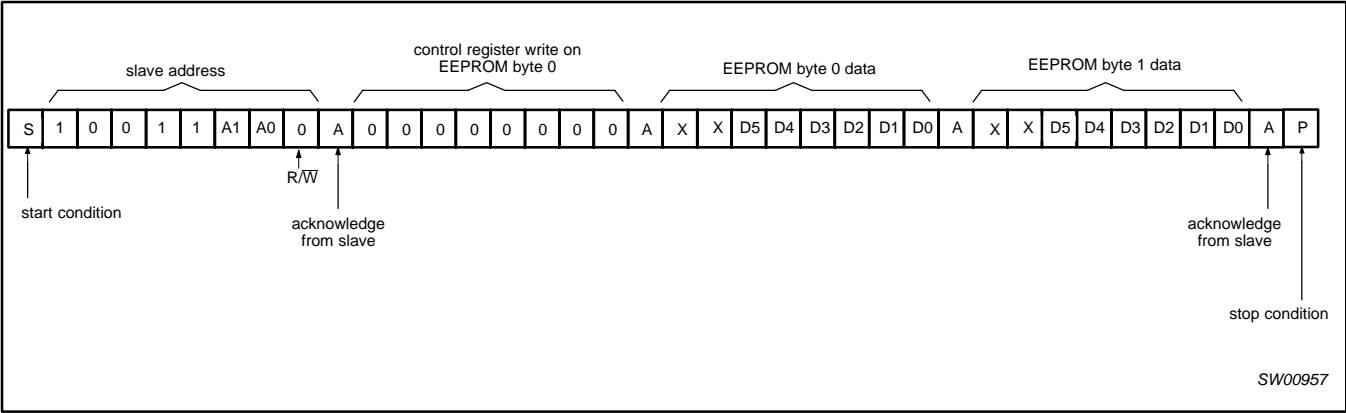 control register write on
EEPROM byte 0
slave address
EEPROM byte 0 data
EEPROM byte 1 data
S 1 0 0 1 1 A1 A0 0 A 0 0 0 0 0 0 0 0 A X X D5 D4 D3 D2 D1 D0 A X X D5 D4 D3 D2 D1 D0 A P
R/W̅
start condition
acknowledge
from slave
acknowledge
from slave
stop condition
SW00957